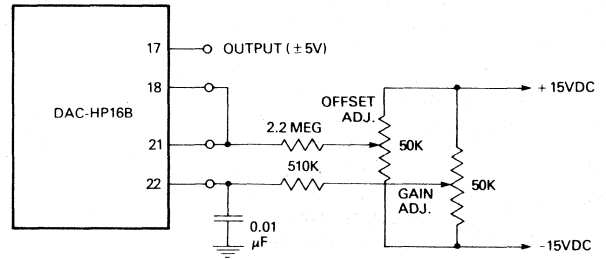 17
OUTPUT (±5V)
18
DAC-HP16B
OFFSET
ADJ.
+15VDC
2.2 MEG
21
50K
510K
22
GAIN
ADJ.
50K
0.01
µF
-15VDC